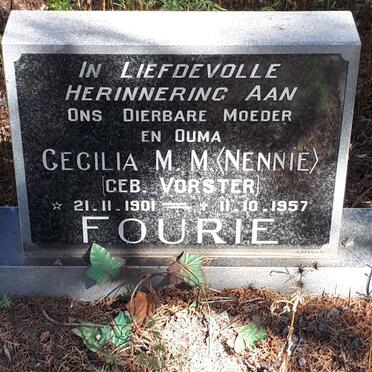 IN LIEFDEVOLLE
HERINNERING AAN
ONS DIERBARE MOEDER
EN OUMA
CECILIA M. M. (NENNIE)
(GEB. VORSTER)
☆ 21.11.1901 — + 11.10.1957
FOURIE